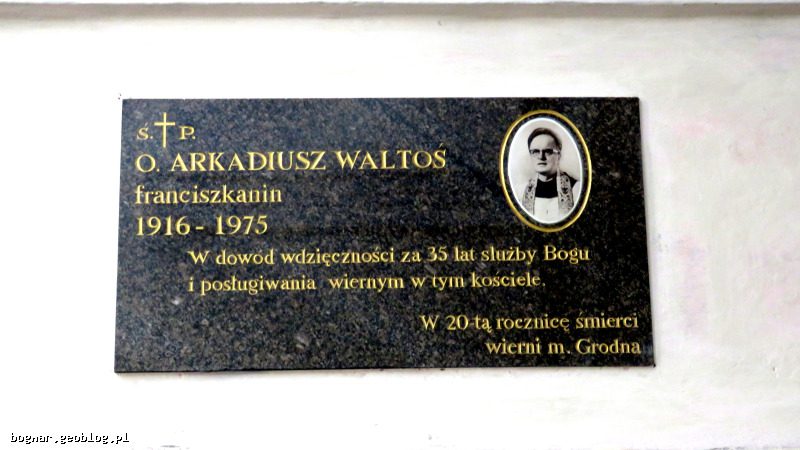 Ś. † P.
O. ARKADIUSZ WALTOŚ
franciszkanin
1916 - 1975
W dowód wdzięczności za 35 lat służby Bogu
i posługiwania wiernym w tym kościele.
W 20-tą rocznicę śmierci
wierni m. Grodna
bognar.geoblog.pl